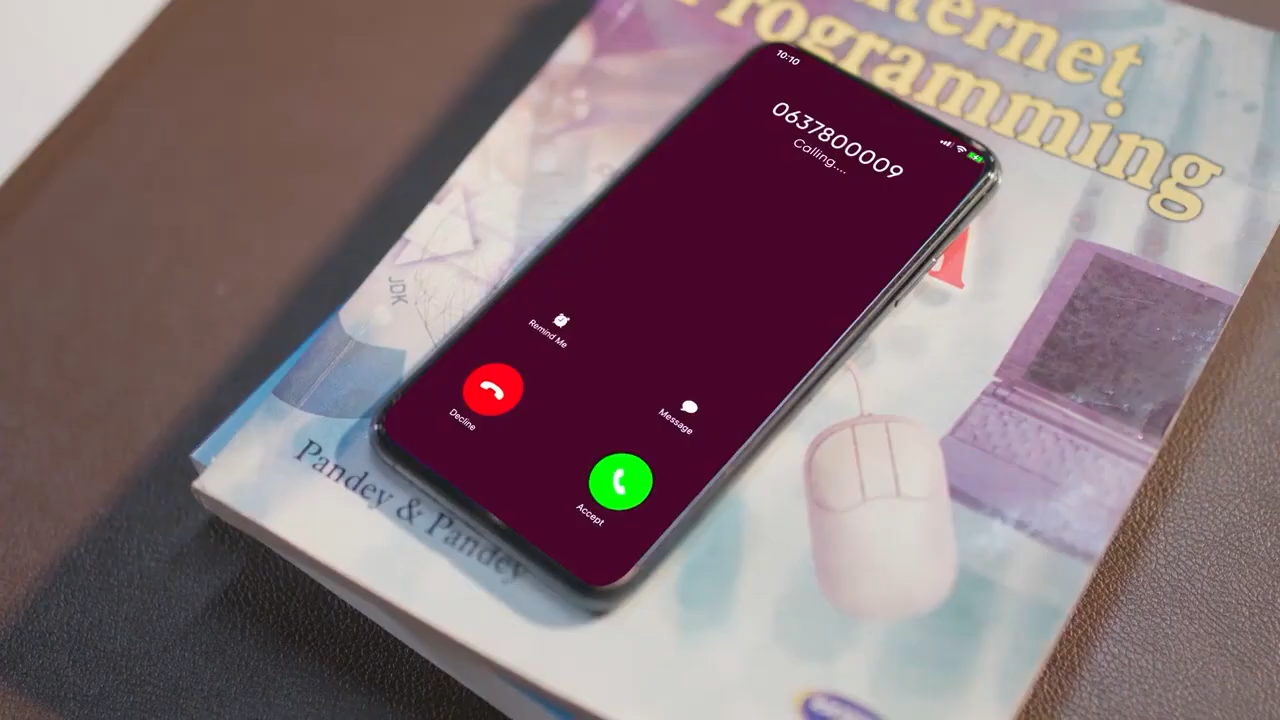 Internet
Programming
10:10
0637800009
Calling....
JDK
Remind Me
Decline
Message
Accept
Pandey & Pandey